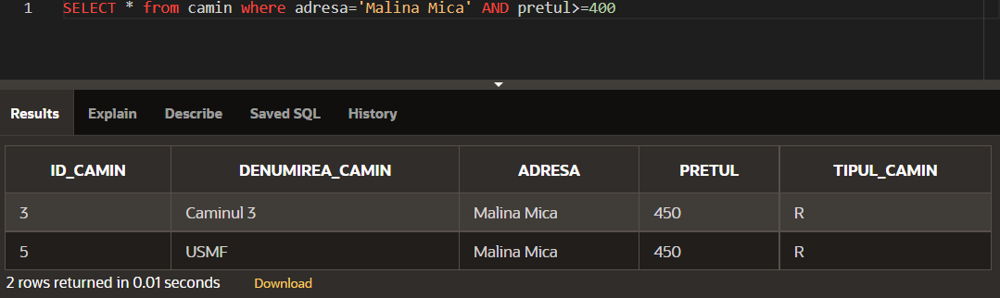 1 SELECT * from camin where adresa='Malina Mica' AND pretul>=400
Results Explain Describe Saved SQL History
ID_CAMIN DENUMIREA_CAMIN ADRESA PRETUL TIPUL_CAMIN
3 Caminul 3 Malina Mica 450 R
5 USMF Malina Mica 450 R
2 rows returned in 0.01 seconds Download